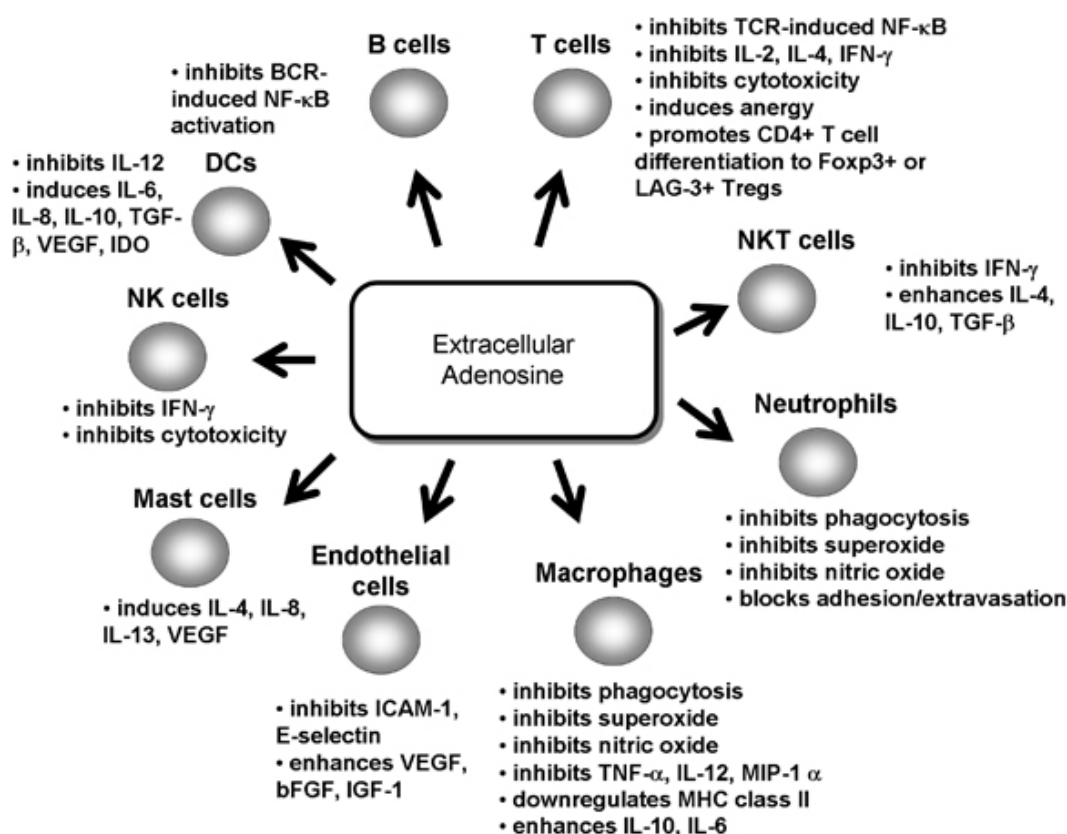 B cells
• inhibits BCR-
induced NF-κB
activation
T cells
• inhibits TCR-induced NF-κB
• inhibits IL-2, IL-4, IFN-γ
• inhibits cytotoxicity
• induces anergy
• promotes CD4+ T cell
differentiation to Foxp3+ or
LAG-3+ Tregs
DCs
• inhibits IL-12
• induces IL-6,
IL-8, IL-10, TGF-
β, VEGF, IDO
NKT cells
• inhibits IFN-γ
• enhances IL-4,
IL-10, TGF-β
NK cells
• inhibits IFN-γ
• inhibits cytotoxicity
Extracellular
Adenosine
Neutrophils
• inhibits phagocytosis
• inhibits superoxide
• inhibits nitric oxide
• blocks adhesion/extravasation
Mast cells
• induces IL-4, IL-8,
IL-13, VEGF
Endothelial
cells
• inhibits ICAM-1,
E-selectin
• enhances VEGF,
bFGF, IGF-1
Macrophages
• inhibits phagocytosis
• inhibits superoxide
• inhibits nitric oxide
• inhibits TNF-α, IL-12, MIP-1 α
• downregulates MHC class II
• enhances IL-10, IL-6